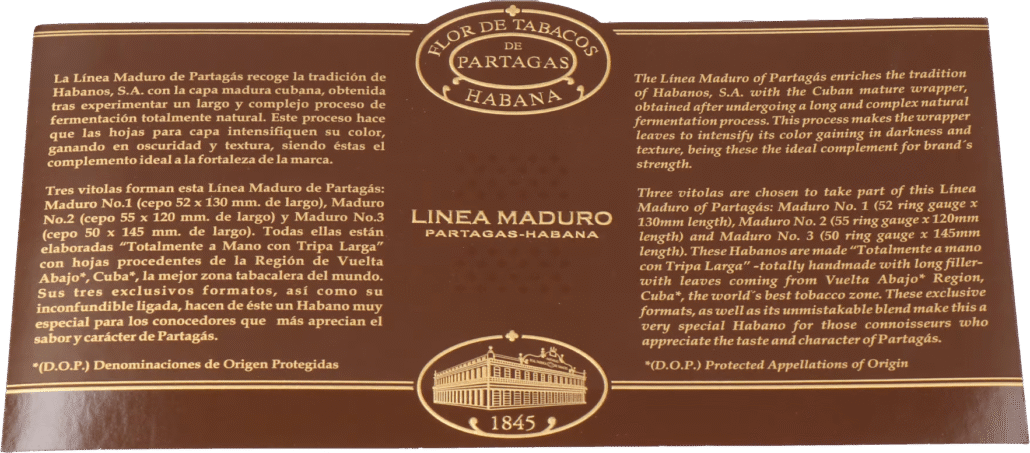 FLOR DE TABACOS
DE
PARTAGAS
HABANA
La Línea Maduro de Partagás recoge la tradición de
Habanos, S.A. con la capa madura cubana, obtenida
tras experimentar un largo y complejo proceso de
fermentación totalmente natural. Este proceso hace
que las hojas para capa intensifiquen su color,
ganando en oscuridad y textura, siendo éstas el
complemento ideal a la fortaleza de la marca.
Tres vitolas forman esta Línea Maduro de Partagás:
Maduro No.1 (cepo 52 x 130 mm. de largo), Maduro
No.2 (cepo 55 x 120 mm. de largo) y Maduro No.3
(cepo 50 x 145 mm. de largo). Todas ellas están
elaboradas “Totalmente a Mano con Tripa Larga”
con hojas procedentes de la Región de Vuelta
Abajo*, Cuba*, la mejor zona tabacalera del mundo.
Sus tres exclusivos formatos, así como su
inconfundible ligada, hacen de éste un Habano muy
especial para los conocedores que más aprecian el
sabor y carácter de Partagás.
*(D.O.P.) Denominaciones de Origen Protegidas
LINEA MADURO
PARTAGAS-HABANA
1845
The Línea Maduro of Partagás enriches the tradition
of Habanos, S.A. with the Cuban mature wrapper,
obtained after undergoing a long and complex natural
fermentation process. This process makes the wrapper
leaves to intensify its color gaining in darkness and
texture, being these the ideal complement for brand´s
strength.
Three vitolas are chosen to take part of this Línea
Maduro of Partagás: Maduro No. 1 (52 ring gauge x
130mm length), Maduro No. 2 (55 ring gauge x 120mm
length) and Maduro No. 3 (50 ring gauge x 145mm
length). These Habanos are made “Totalmente a mano
con Tripa Larga” -totally handmade with long filler-
with leaves coming from Vuelta Abajo* Region,
Cuba*, the world´s best tobacco zone. These exclusive
formats, as well as its unmistakable blend make this a
very special Habano for those connoisseurs who
appreciate the taste and character of Partagás.
*(D.O.P.) Protected Appellations of Origin